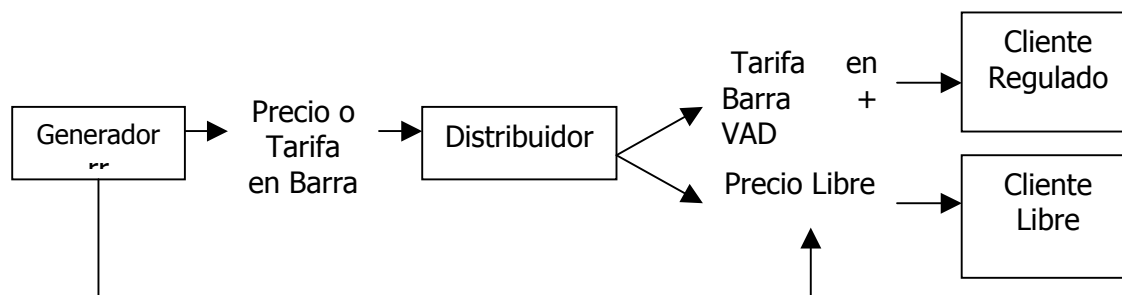 Generador
Precio o
Tarifa
en Barra
Distribuidor
Tarifa en
Barra +
VAD
Precio Libre
Cliente
Regulado
Cliente
Libre